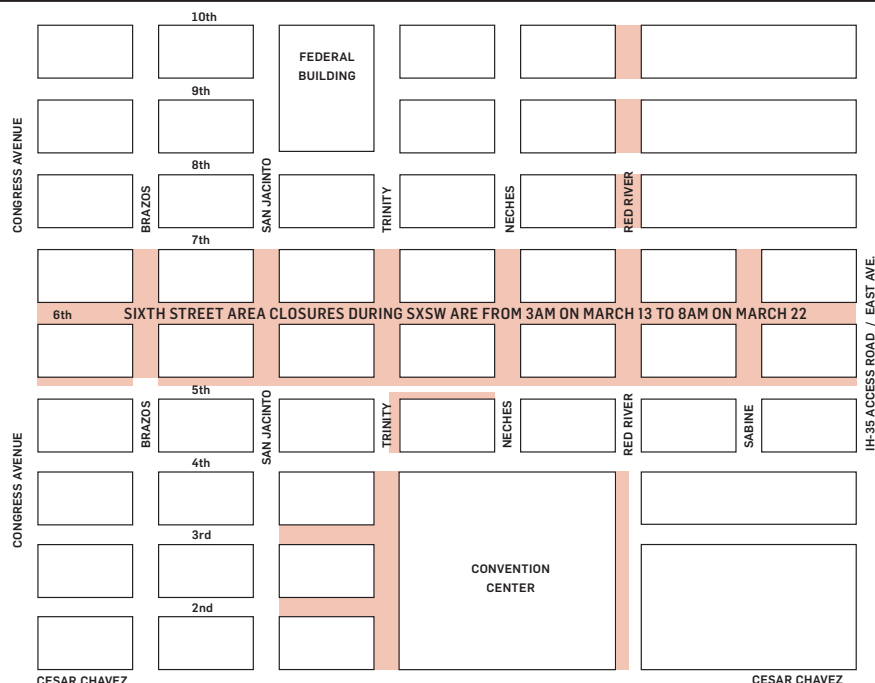 10th
FEDERAL
BUILDING
9th
CONGRESS AVENUE
8th
BRAZOS
SAN JACINTO
TRINITY
NECHES
RED RIVER
7th
6th
SIXTH STREET AREA CLOSURES DURING SXSW ARE FROM 3AM ON MARCH 13 TO 8AM ON MARCH 22
IH-35 ACCESS ROAD / EAST AVE.
5th
BRAZOS
SAN JACINTO
TRINITY
NECHES
RED RIVER
SABINE
CONGRESS AVENUE
4th
3rd
CONVENTION
CENTER
2nd
CESAR CHAVEZ
CESAR CHAVEZ